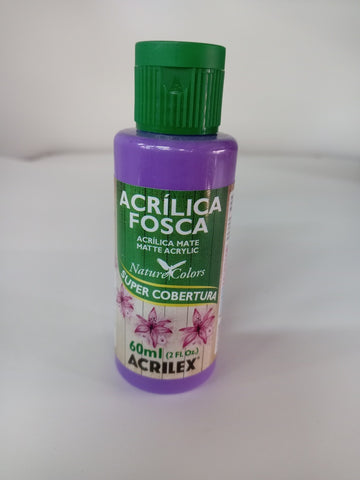 ACRÍLICA
FOSCA
ACRÍLICA MATE
MATTE ACRYLIC
Nature Colors
SUPER COBERTURA
60ml (2 Fl. Oz.)
ACRILEX®